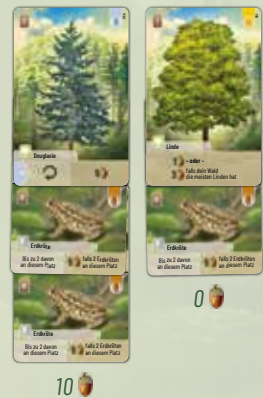 Douglasie
Linde
- oder -
falls dein Wald
die meisten Linden hat
Erdkröte
Bis zu 2 davon
an diesem Platz
falls 2 Erdkröten
an diesem Platz
Erdkröte
Bis zu 2 davon
an diesem Platz
falls 2 Erdkröten
an diesem Platz
0
Erdkröte
Bis zu 2 davon
an diesem Platz
falls 2 Erdkröten
an diesem Platz
10